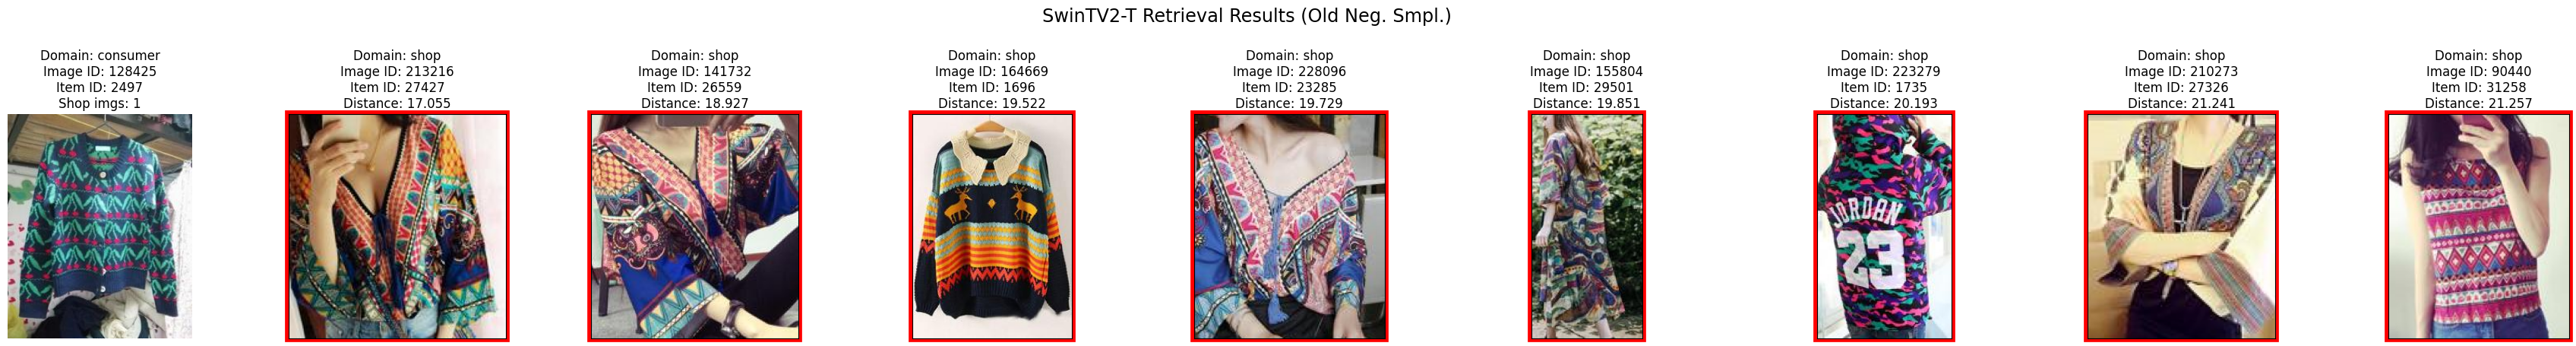 SwinTV2-T Retrieval Results (Old Neg. Smpl.)
Domain: consumer
Image ID: 128425
Item ID: 2497
Shop imgs: 1
Domain: shop
Image ID: 213216
Item ID: 27427
Distance: 17.055
Domain: shop
Image ID: 141732
Item ID: 26559
Distance: 18.927
Domain: shop
Image ID: 164669
Item ID: 1696
Distance: 19.522
Domain: shop
Image ID: 228096
Item ID: 23285
Distance: 19.729
Domain: shop
Image ID: 155804
Item ID: 29501
Distance: 19.851
Domain: shop
Image ID: 223279
Item ID: 1735
Distance: 20.193
JORDAN
23
Domain: shop
Image ID: 210273
Item ID: 27326
Distance: 21.241
Domain: shop
Image ID: 90440
Item ID: 31258
Distance: 21.257